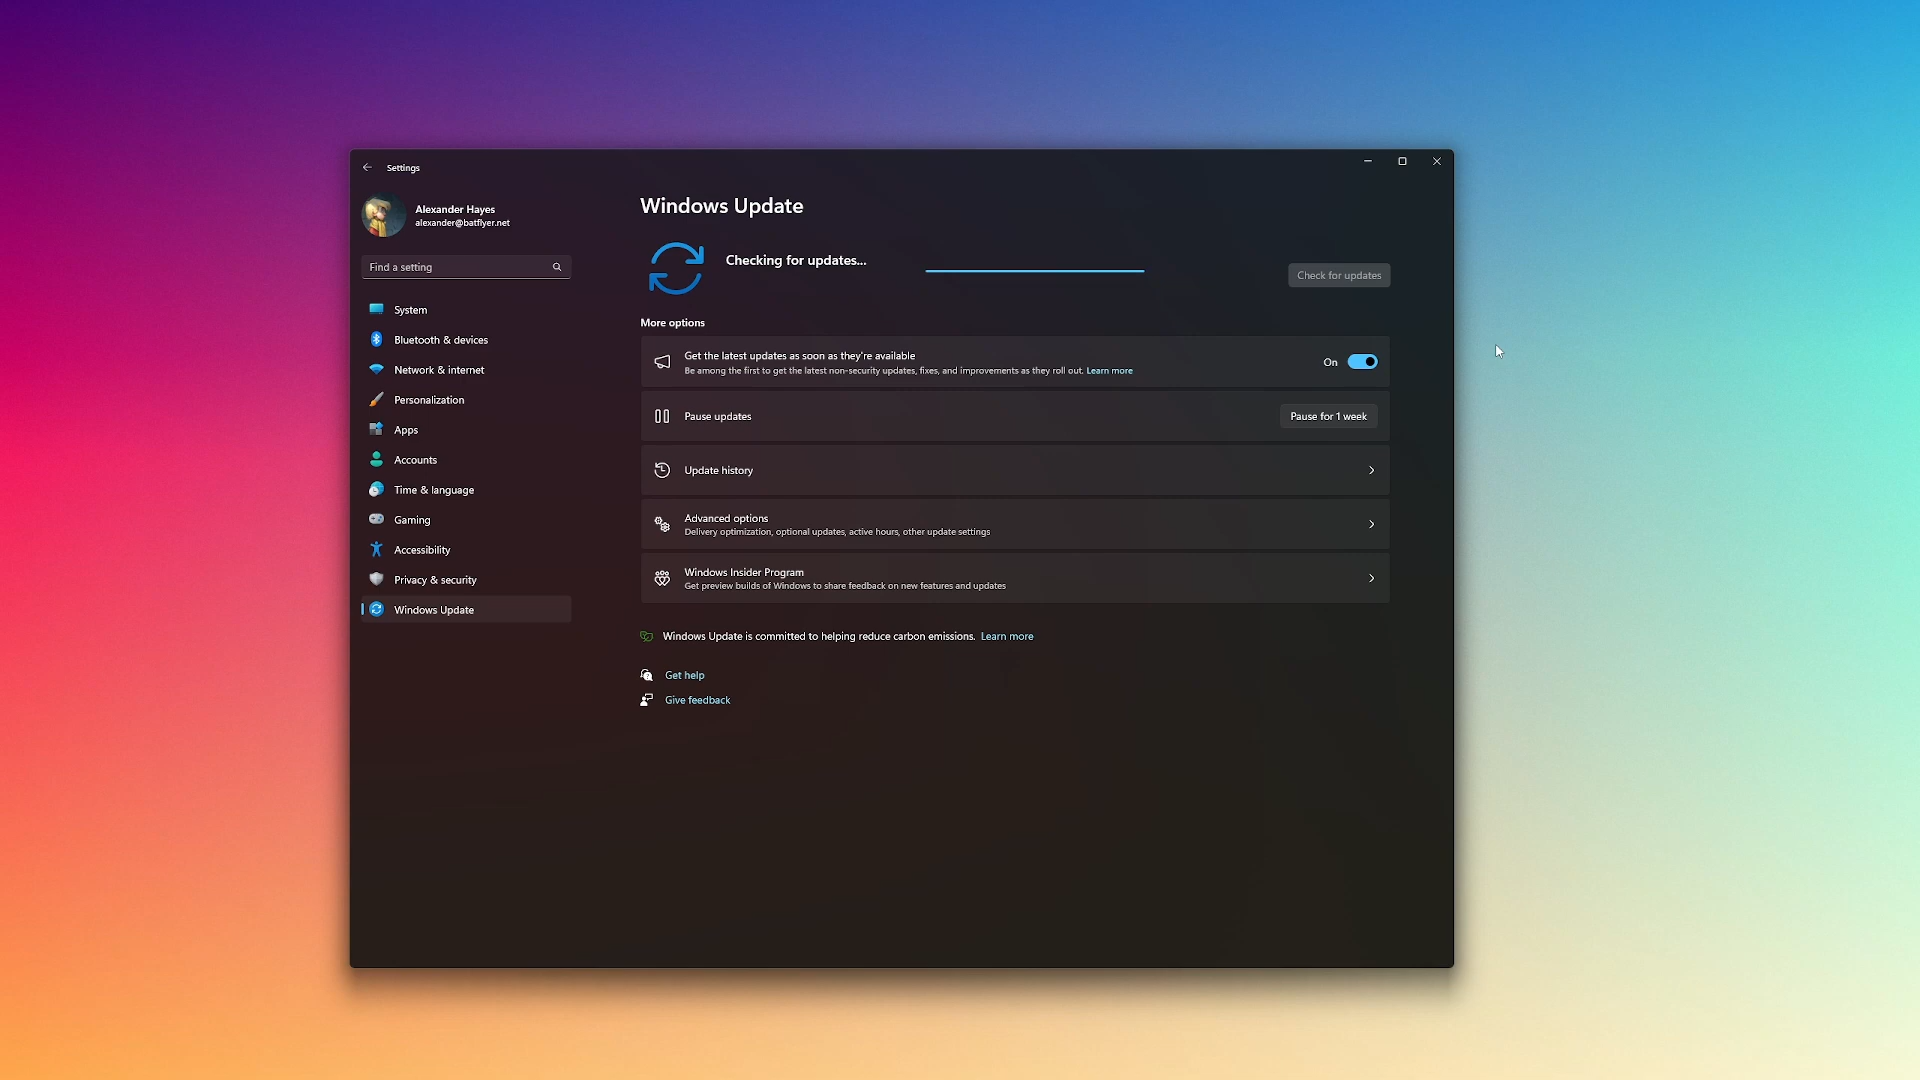 Settings
Alexander Hayes
alexander@batflyer.net
Find a setting
System
Bluetooth & devices
Network & internet
Personalization
Apps
Accounts
Time & language
Gaming
Accessibility
Privacy & security
Windows Update
Windows Update
Checking for updates...
Check for updates
More options
Get the latest updates as soon as they're available
Be among the first to get the latest non-security updates, fixes, and improvements as they roll out. Learn more
On
Pause updates
Pause for 1 week
Update history
Advanced options
Delivery optimization, optional updates, active hours, other update settings
Windows Insider Program
Get preview builds of Windows to share feedback on new features and updates
Windows Update is committed to helping reduce carbon emissions. Learn more
Get help
Give feedback